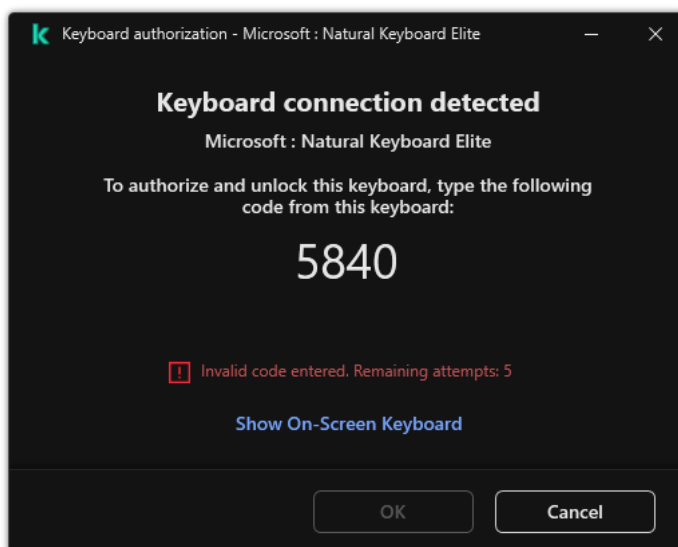 Keyboard authorization - Microsoft : Natural Keyboard Elite
Keyboard connection detected
Microsoft : Natural Keyboard Elite
To authorize and unlock this keyboard, type the following
code from this keyboard:
5840
Invalid code entered. Remaining attempts: 5
Show On-Screen Keyboard
OK
Cancel